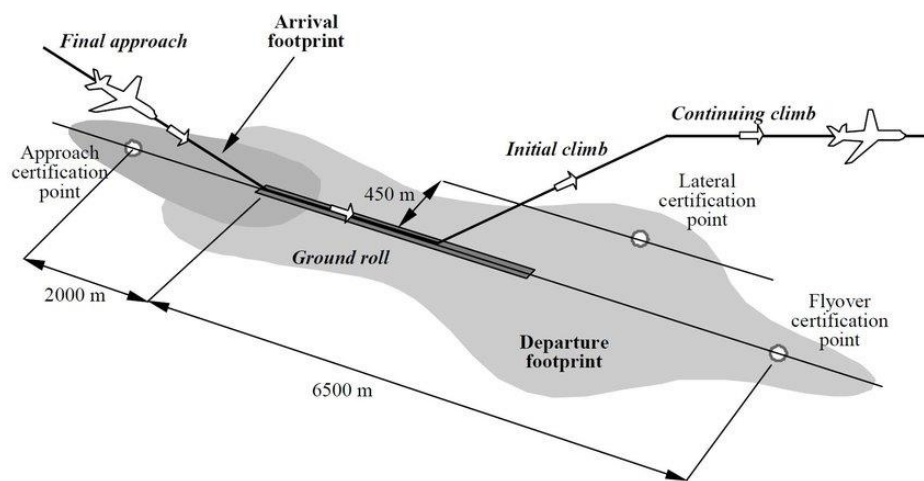 Final approach
Arrival
footprint
Continuing climb
Initial climb
Approach
certification
point
450 m
Lateral
certification
point
Ground roll
2000 m
Flyover
certification
point
Departure
footprint
6500 m